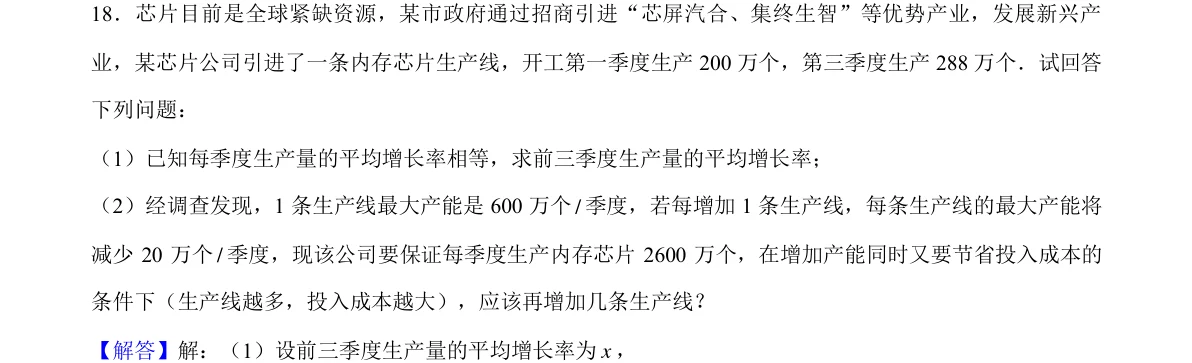 18．芯片目前是全球紧缺资源，某市政府通过招商引进“芯屏汽合、集终生智”等优势产业，发展新兴产
业，某芯片公司引进了一条内存芯片生产线，开工第一季度生产 200 万个，第三季度生产 288 万个．试回答
下列问题：
（1）已知每季度生产量的平均增长率相等，求前三季度生产量的平均增长率；
（2）经调查发现，1 条生产线最大产能是 600 万个 / 季度，若每增加 1 条生产线，每条生产线的最大产能将
减少 20 万个 / 季度，现该公司要保证每季度生产内存芯片 2600 万个，在增加产能同时又要节省投入成本的
条件下（生产线越多，投入成本越大），应该再增加几条生产线？
【解答】解：（1）设前三季度生产量的平均增长率为 x，